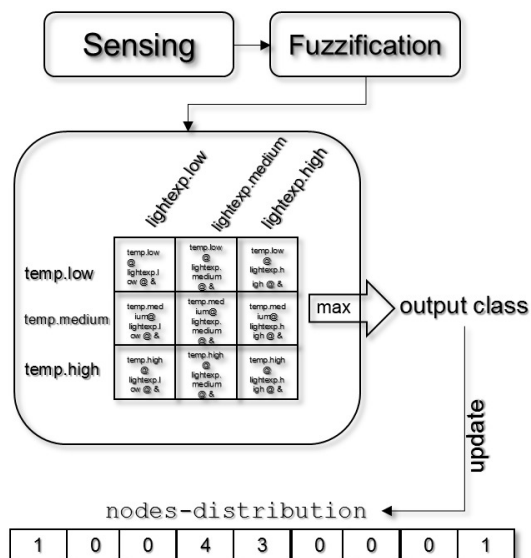 Sensing
Fuzzification
lightexp.low
lightexp.medium
lightexp.high
temp.low
temp.low
@
lightexp.l
ow @ &
temp.low
@
lightexp.
medium
@ &
temp.low
@
lightexp.h
igh @ &
temp.medium
temp.med
ium@
lightexp.l
ow @ &
temp.med
ium@
lightexp.
medium
@ &
temp.med
ium@
lightexp.h
igh @ &
temp.high
temp.high
@
lightexp.l
ow @ &
temp.high
@
lightexp.
medium
@ &
temp.high
@
lightexp.h
igh @ &
max
output class
update
nodes-distribution
1 0 0 4 3 0 0 0 1